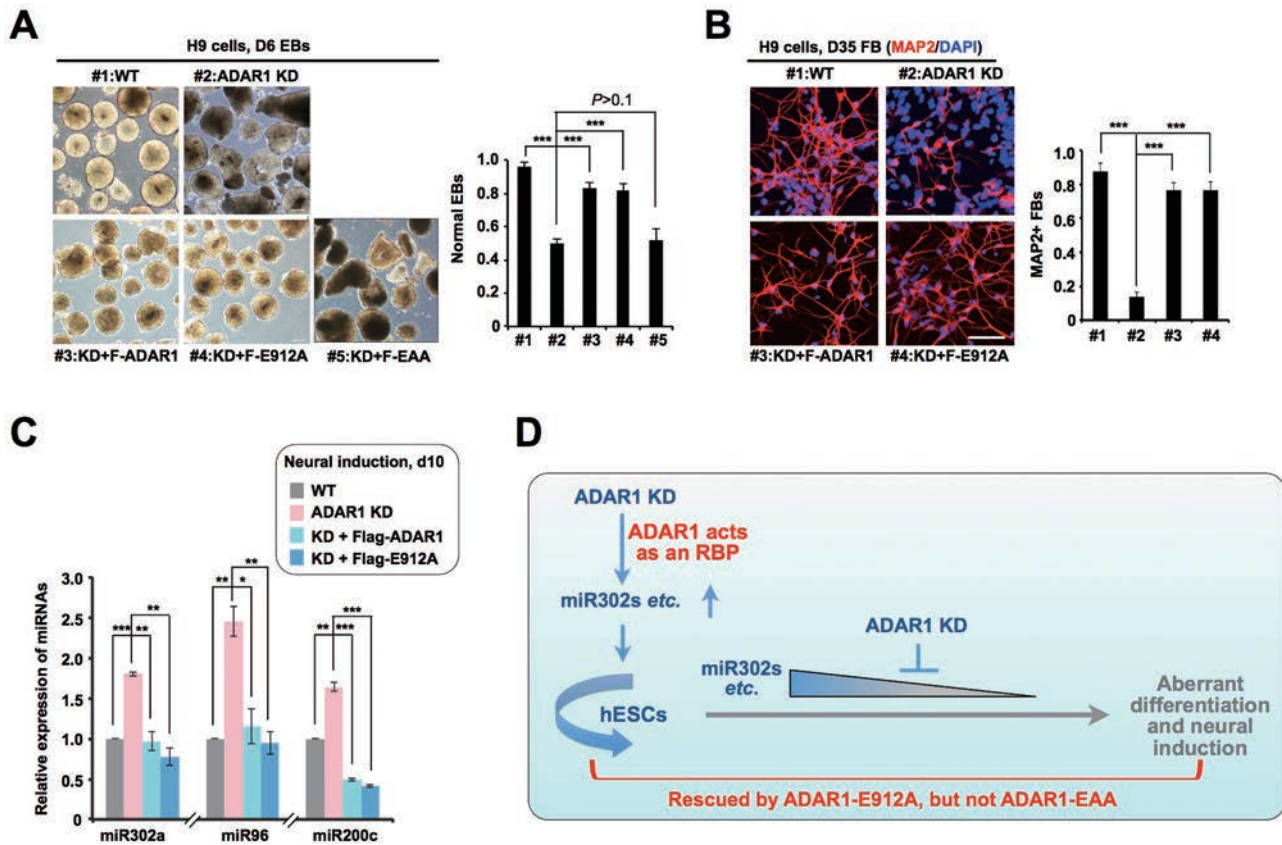 A
H9 cells, D6 EBs
#1:WT
#2:ADAR1 KD
#3:KD+F-ADAR1
#4:KD+F-E912A
#5:KD+F-EAA
P>0.1
***
*** ***
Normal EBs
1.0
0.8
0.6
0.4
0.2
0
#1 #2 #3 #4 #5
B
H9 cells, D35 FB (MAP2/DAPI)
#1:WT
#2:ADAR1 KD
#3:KD+F-ADAR1
#4:KD+F-E912A
*** ***
***
MAP2+ FBs
1.0
0.8
0.6
0.4
0.2
0
#1 #2 #3 #4
C
Neural induction, d10
WT
ADAR1 KD
KD + Flag-ADAR1
KD + Flag-E912A
Relative expression of miRNAs
3.0
2.5
2.0
1.5
1.0
0.5
0
**
*** **
**
** *
***
** ***
miR302a // miR96 // miR200c
D
ADAR1 KD
ADAR1 acts
as an RBP
miR302s etc.
hESCs
miR302s
etc.
ADAR1 KD
Aberrant
differentiation
and neural
induction
Rescued by ADAR1-E912A, but not ADAR1-EAA